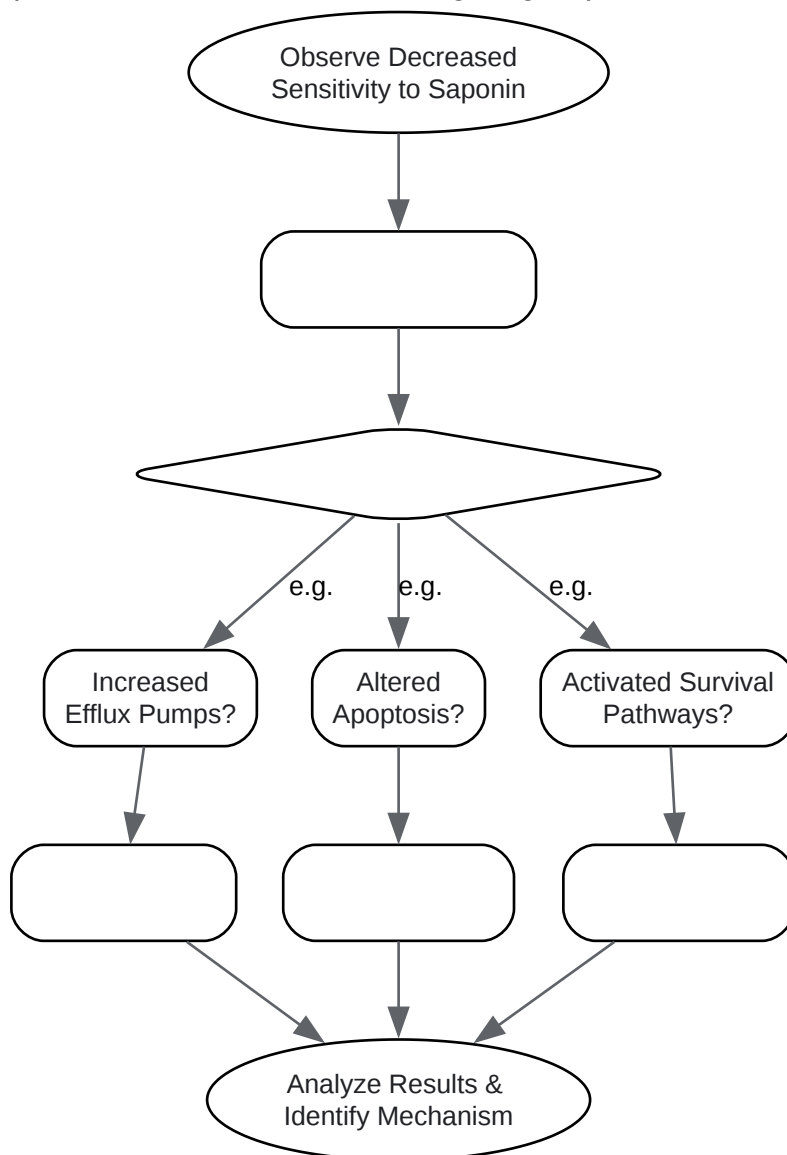 Observe Decreased
Sensitivity to Saponin
e.g.
e.g.
e.g.
Increased
Efflux Pumps?
Altered
Apoptosis?
Activated Survival
Pathways?
Analyze Results &
Identify Mechanism